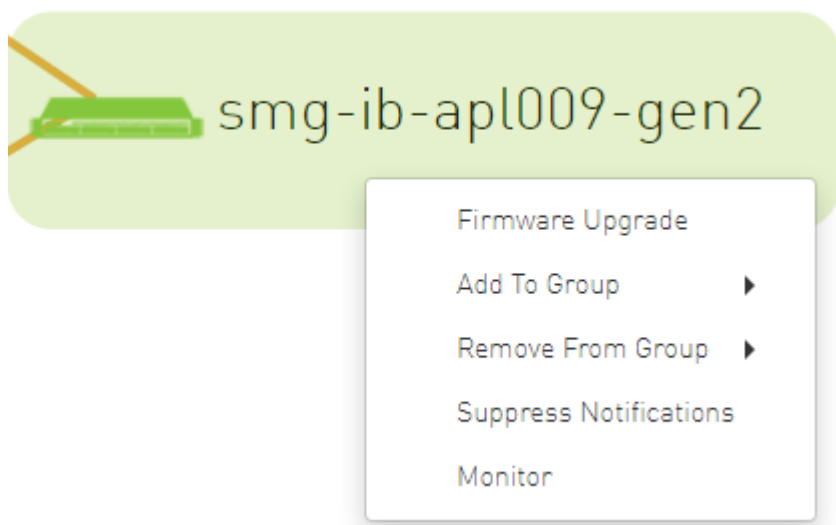 smg-ib-apl009-gen2
Firmware Upgrade
Add To Group
Remove From Group
Suppress Notifications
Monitor